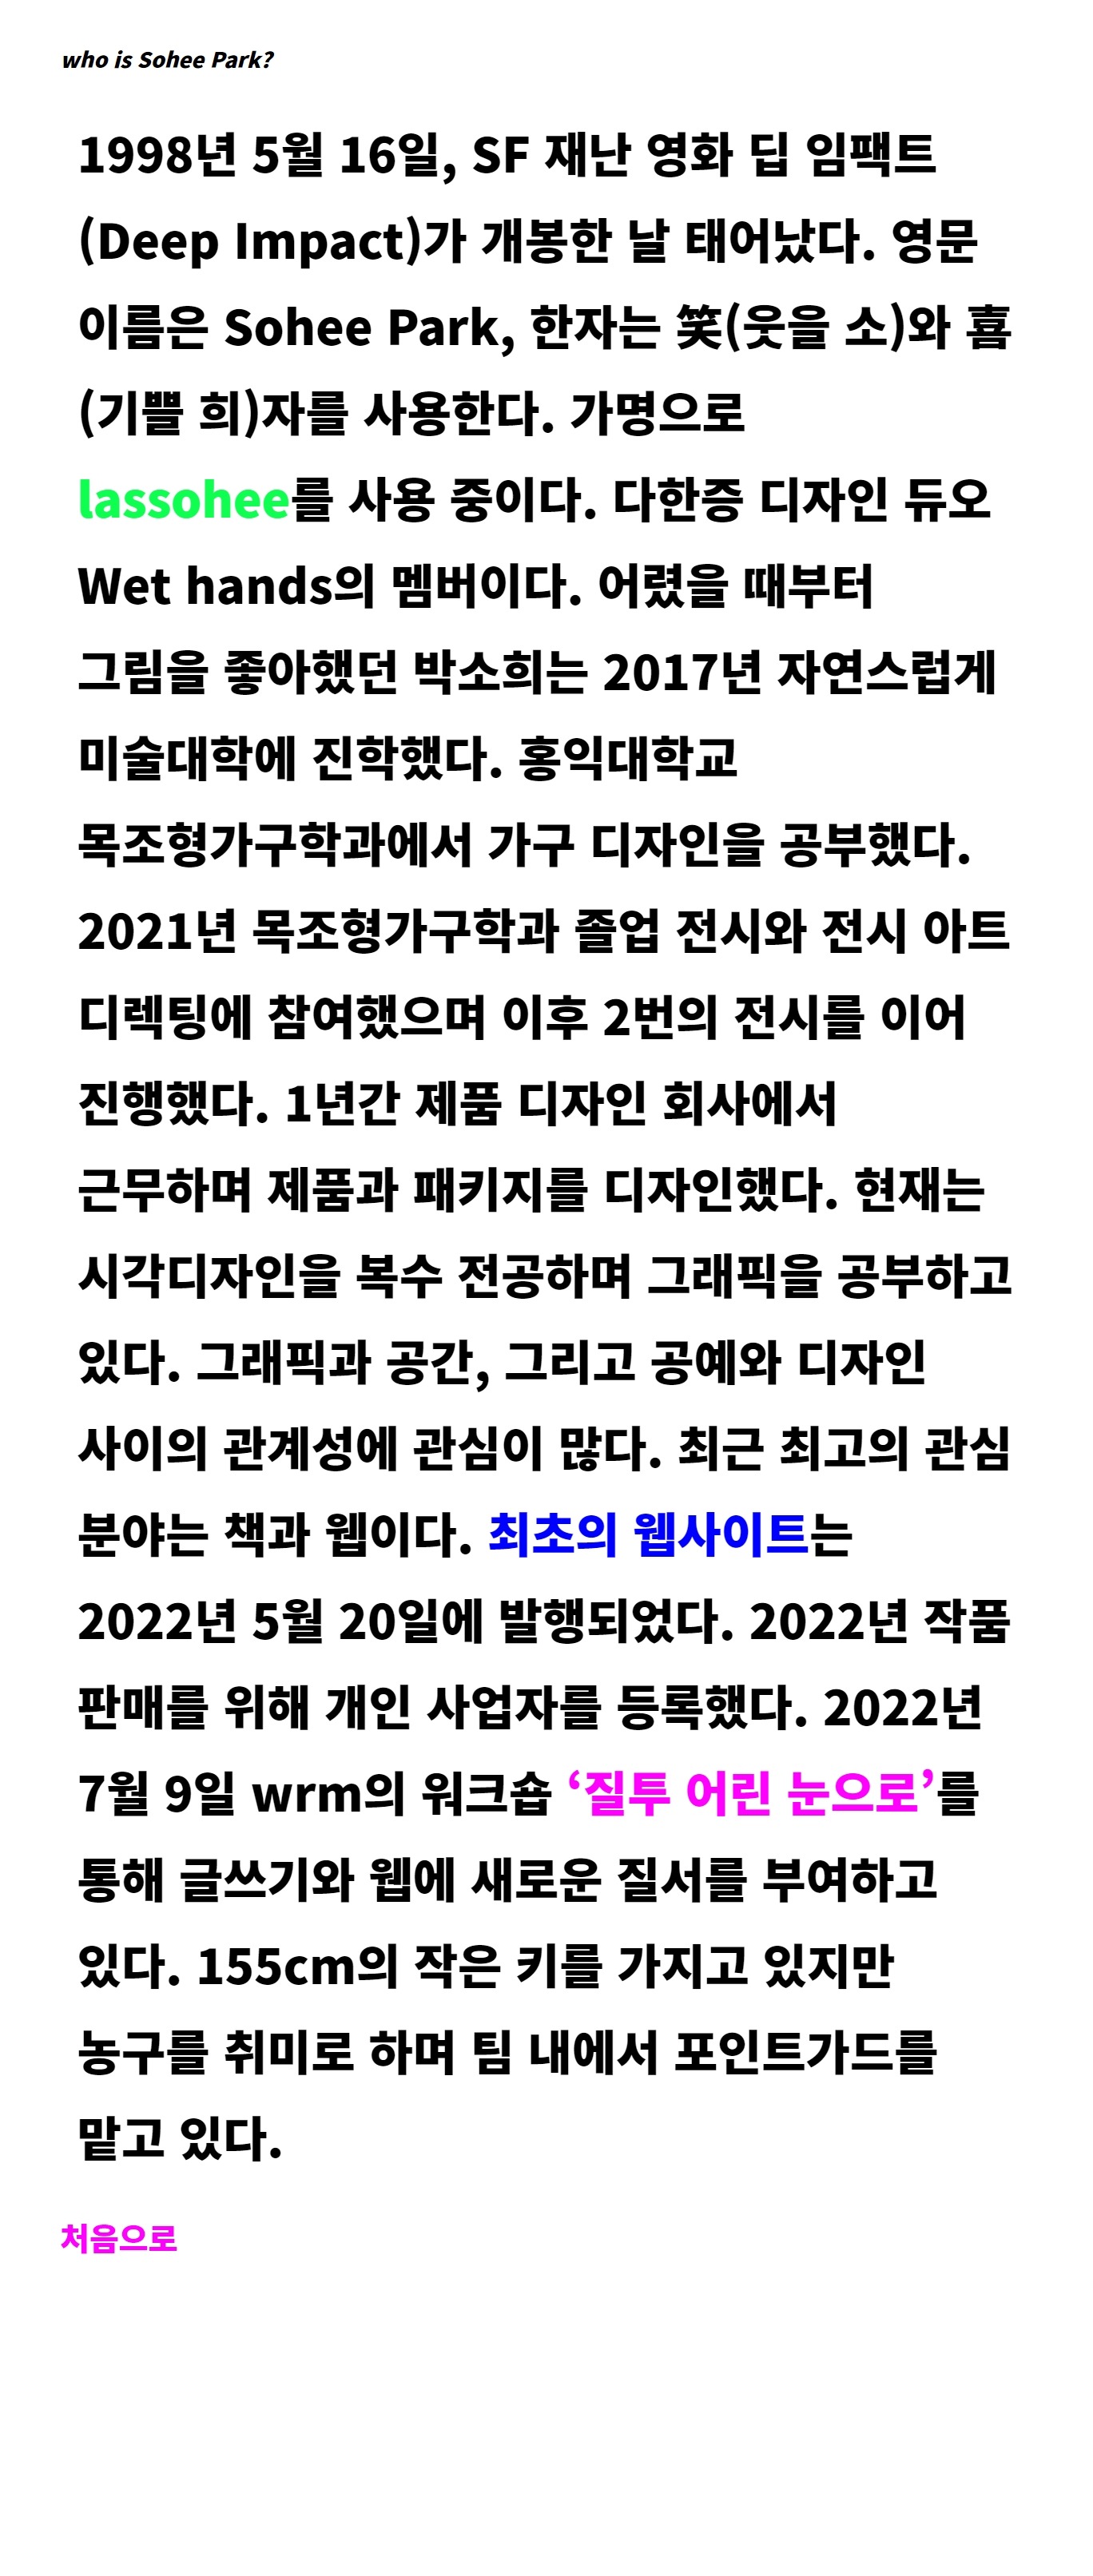 who is Sohee Park?
1998년 5월 16일, SF 재난 영화 딥 임팩트
(Deep Impact)가 개봉한 날 태어났다. 영문
이름은 Sohee Park, 한자는 笑(웃을 소)와 喜
(기쁠 희)자를 사용한다. 가명으로
lassohee를 사용 중이다. 다한증 디자인 듀오
Wet hands의 멤버이다. 어렸을 때부터
그림을 좋아했던 박소희는 2017년 자연스럽게
미술대학에 진학했다. 홍익대학교
목조형가구학과에서 가구 디자인을 공부했다.
2021년 목조형가구학과 졸업 전시와 전시 아트
디렉팅에 참여했으며 이후 2번의 전시를 이어
진행했다. 1년간 제품 디자인 회사에서
근무하며 제품과 패키지를 디자인했다. 현재는
시각디자인을 복수 전공하며 그래픽을 공부하고
있다. 그래픽과 공간, 그리고 공예와 디자인
사이의 관계성에 관심이 많다. 최근 최고의 관심
분야는 책과 웹이다. 최초의 웹사이트는
2022년 5월 20일에 발행되었다. 2022년 작품
판매를 위해 개인 사업자를 등록했다. 2022년
7월 9일 wrm의 워크숍 ‘질투 어린 눈으로’를
통해 글쓰기와 웹에 새로운 질서를 부여하고
있다. 155cm의 작은 키를 가지고 있지만
농구를 취미로 하며 팀 내에서 포인트가드를
맡고 있다.
처음으로